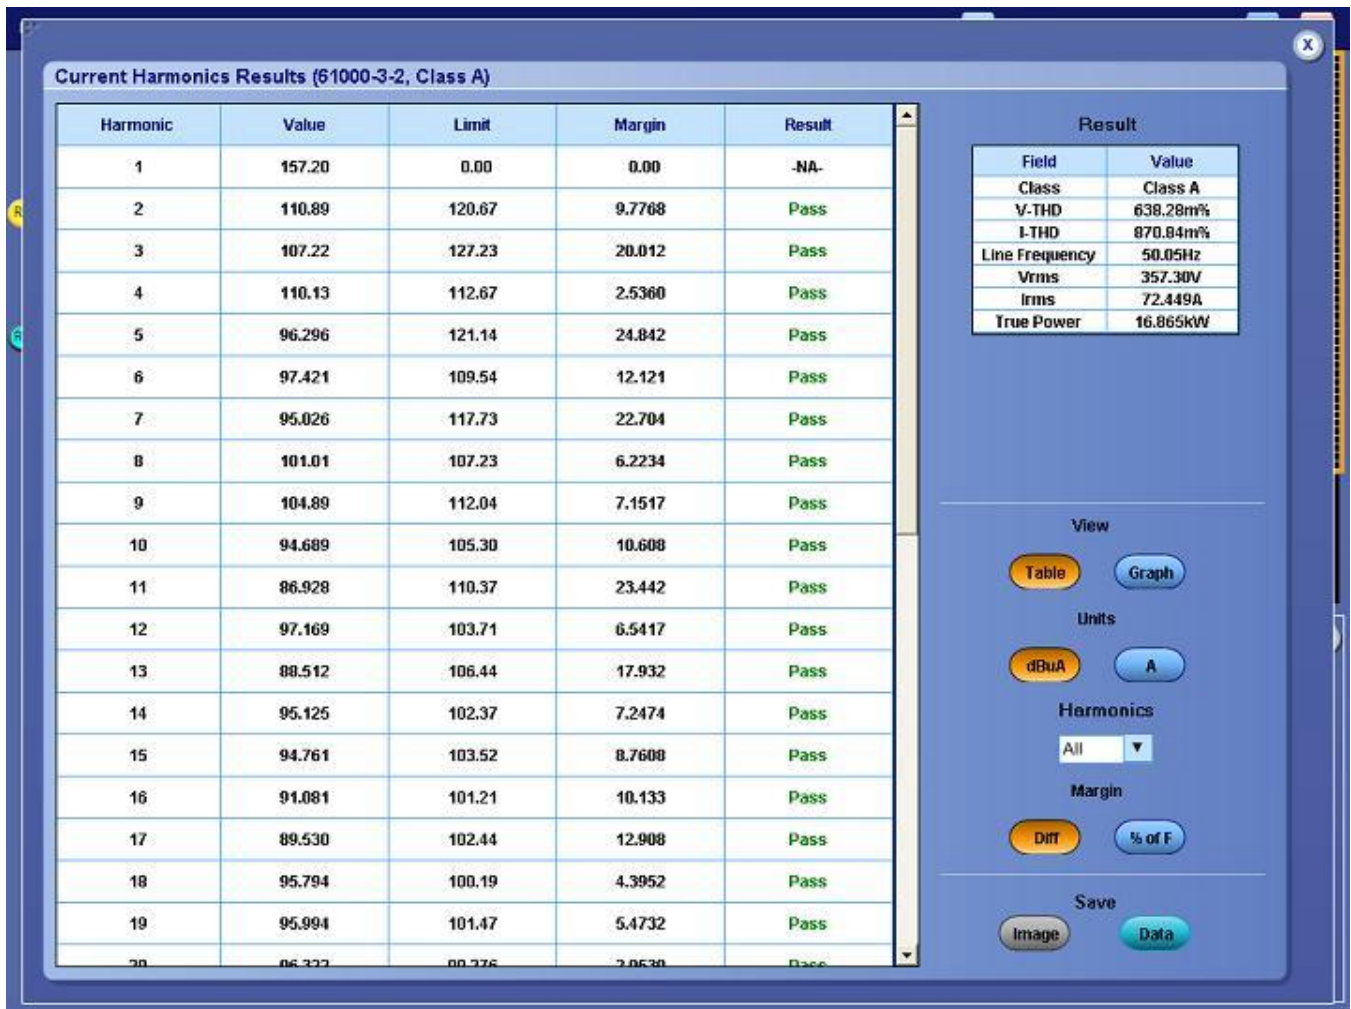 Current Harmonics Results (61000-3-2, Class A)
Harmonic Value Limit Margin Result
1 157.20 0.00 0.00 -NA-
2 110.89 120.67 9.7768 Pass
3 107.22 127.23 20.012 Pass
4 110.13 112.67 2.5360 Pass
5 96.296 121.14 24.842 Pass
6 97.421 109.54 12.121 Pass
7 95.026 117.73 22.704 Pass
8 101.01 107.23 6.2234 Pass
9 104.89 112.04 7.1517 Pass
10 94.689 105.30 10.608 Pass
11 86.928 110.37 23.442 Pass
12 97.169 103.71 6.5417 Pass
13 88.512 106.44 17.932 Pass
14 95.125 102.37 7.2474 Pass
15 94.761 103.52 8.7608 Pass
16 91.081 101.21 10.133 Pass
17 89.530 102.44 12.908 Pass
18 95.794 100.19 4.3952 Pass
19 95.994 101.47 5.4732 Pass
Result
Field Value
Class Class A
V-THD 638.28m%
I-THD 870.84m%
Line Frequency 50.05Hz
Vrms 357.30V
Irms 72.449A
True Power 16.865kW
View
Table Graph
Units
dBuA A
Harmonics
All
Margin
Diff % of F
Save
Image Data
X